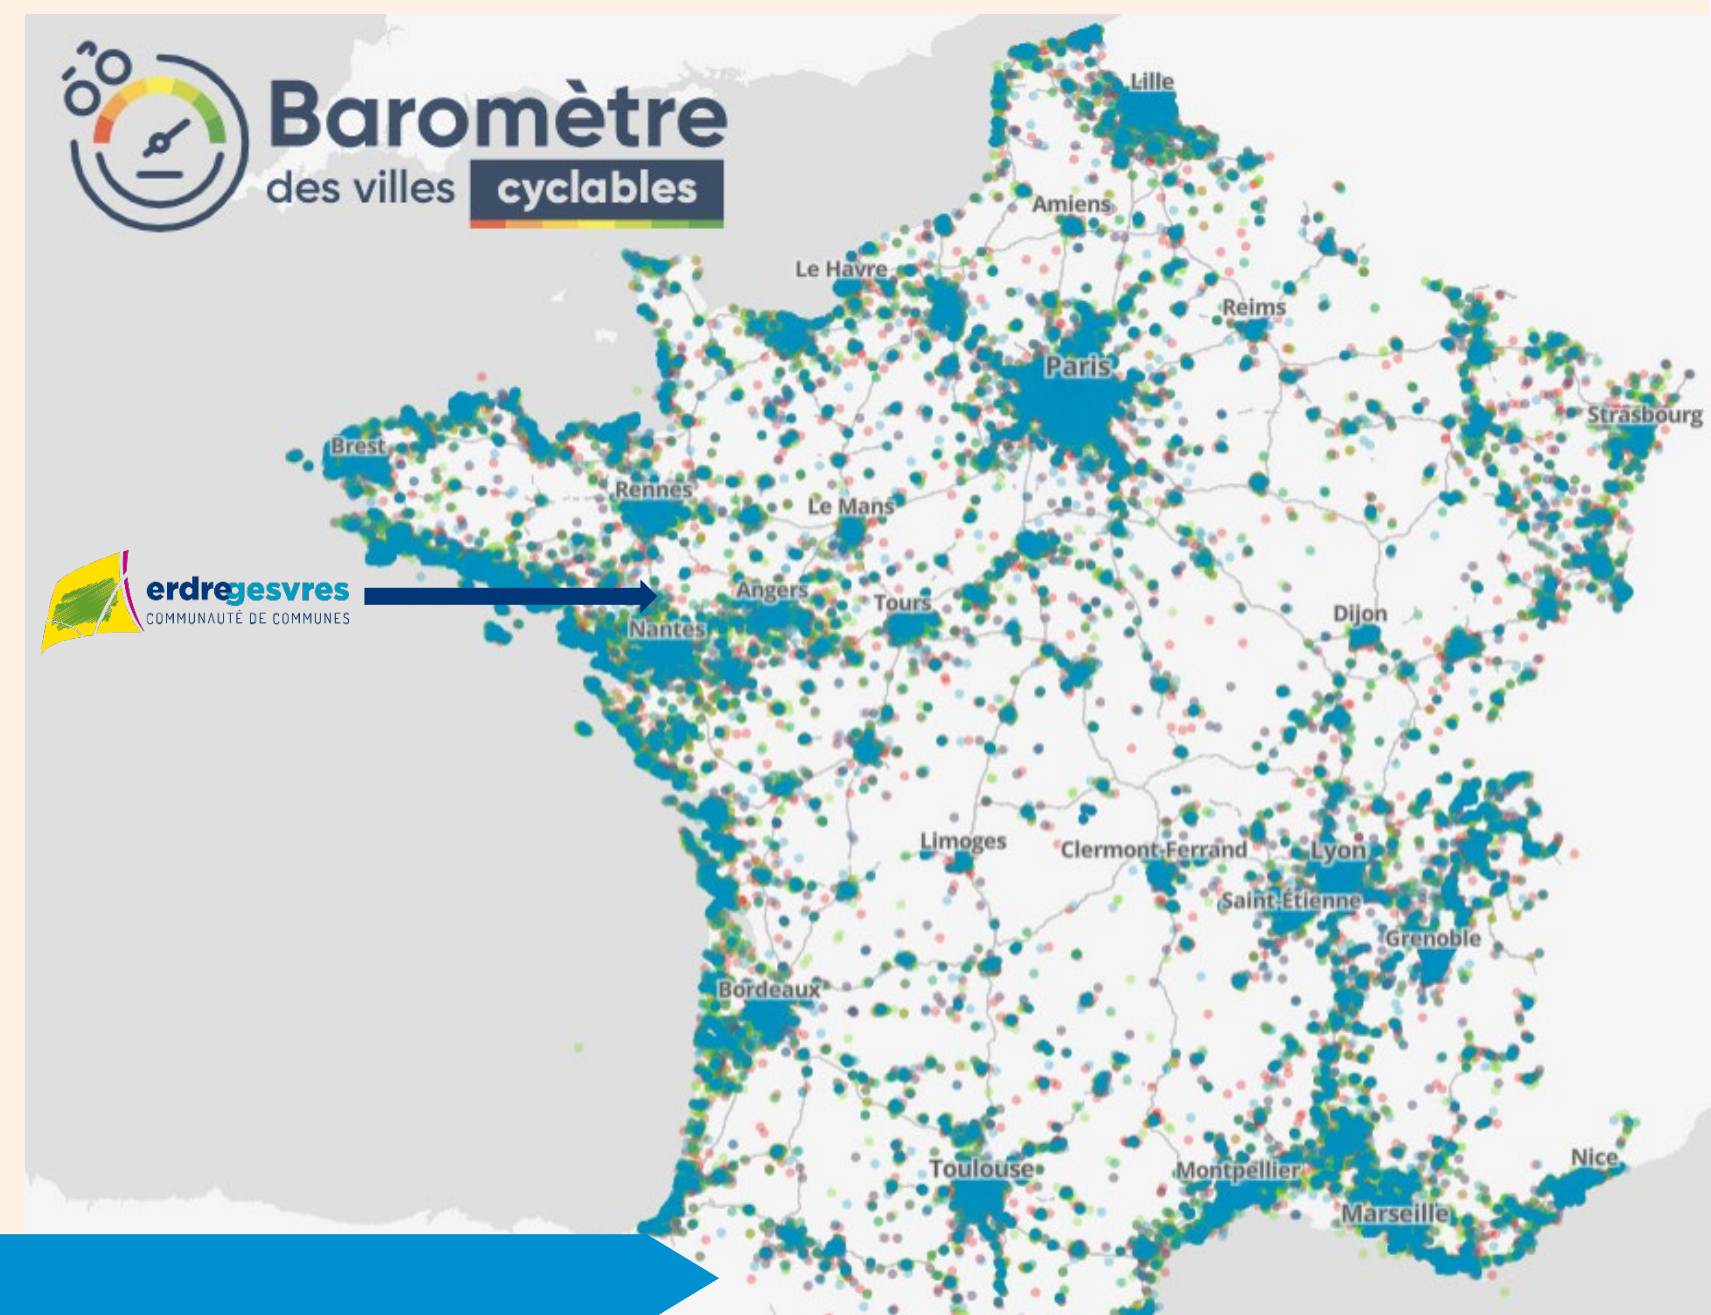 Baromètre
des villes cyclables
Lille
Amiens
Le Havre
Reims
Paris
Strasbourg
Brest
Rennes
Le Mans
erdregesvres
COMMUNAUTÉ DE COMMUNES
Angers
Tours
Nantes
Dijon
Limoges
Clermont-Ferrand
Lyon
Saint-Étienne
Grenoble
Bordeaux
Toulouse
Montpellier
Nice
Marseille